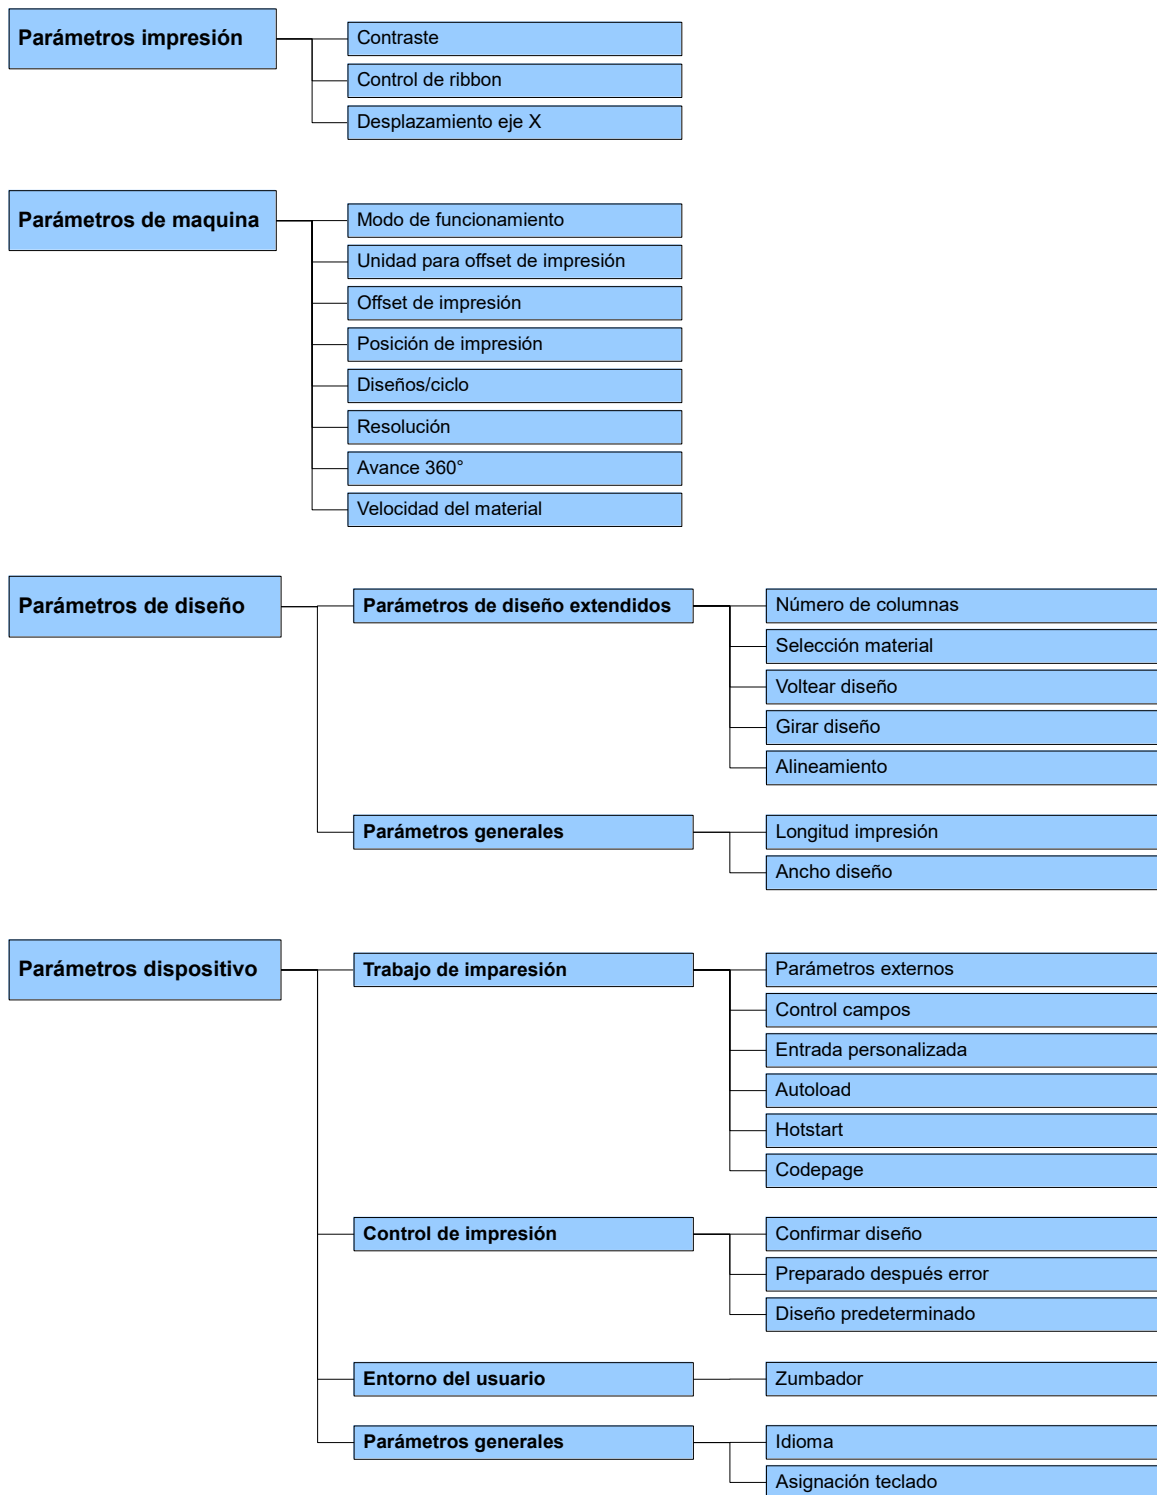 Parámetros impresión
Contraste
Control de ribbon
Desplazamiento eje X
Parámetros de maquina
Modo de funcionamiento
Unidad para offset de impresión
Offset de impresión
Posición de impresión
Diseños/ciclo
Resolución
Avance 360°
Velocidad del material
Parámetros de diseño
Parámetros de diseño extendidos
Número de columnas
Selección material
Voltear diseño
Girar diseño
Alineamiento
Parámetros generales
Longitud impresión
Ancho diseño
Parámetros dispositivo
Trabajo de imparesión
Parámetros externos
Control campos
Entrada personalizada
Autoload
Hotstart
Codepage
Control de impresión
Confirmar diseño
Preparado después error
Diseño predeterminado
Entorno del usuario
Zumbador
Parámetros generales
Idioma
Asignación teclado